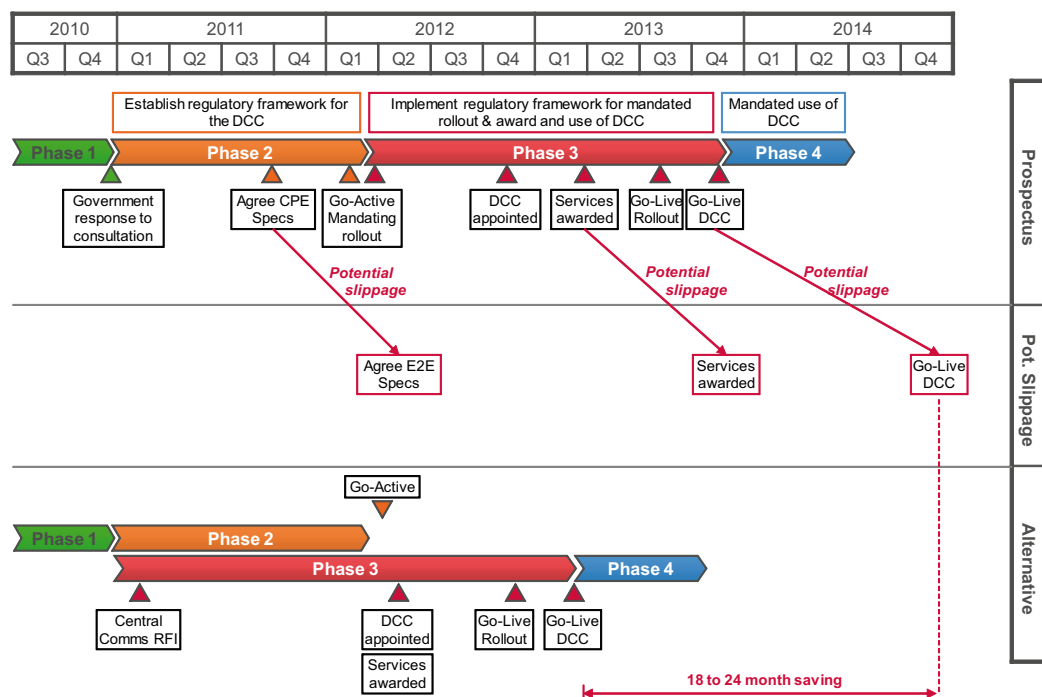 2010 2011 2012 2013 2014
Q3 Q4 Q1 Q2 Q3 Q4 Q1 Q2 Q3 Q4 Q1 Q2 Q3 Q4 Q1 Q2 Q3 Q4
Establish regulatory framework for
the DCC
Implement regulatory framework for mandated
rollout & award and use of DCC
Mandated use of
DCC
Phase 1 Phase 2 Phase 3 Phase 4
Government
response to
consultation
Agree CPE
Specs
Go-Active
Mandating
rollout
DCC
appointed
Services
awarded
Go-Live
Rollout
Go-Live
DCC
Prospectus
Potential
slippage
Potential
slippage
Potential
slippage
Agree E2E
Specs
Services
awarded
Go-Live
DCC
Pot. Slippage
Go-Active
Phase 1 Phase 2
Phase 3 Phase 4
Central
Comms RFI
DCC
appointed
Services
awarded
Go-Live
Rollout
Go-Live
DCC
Alternative
18 to 24 month saving